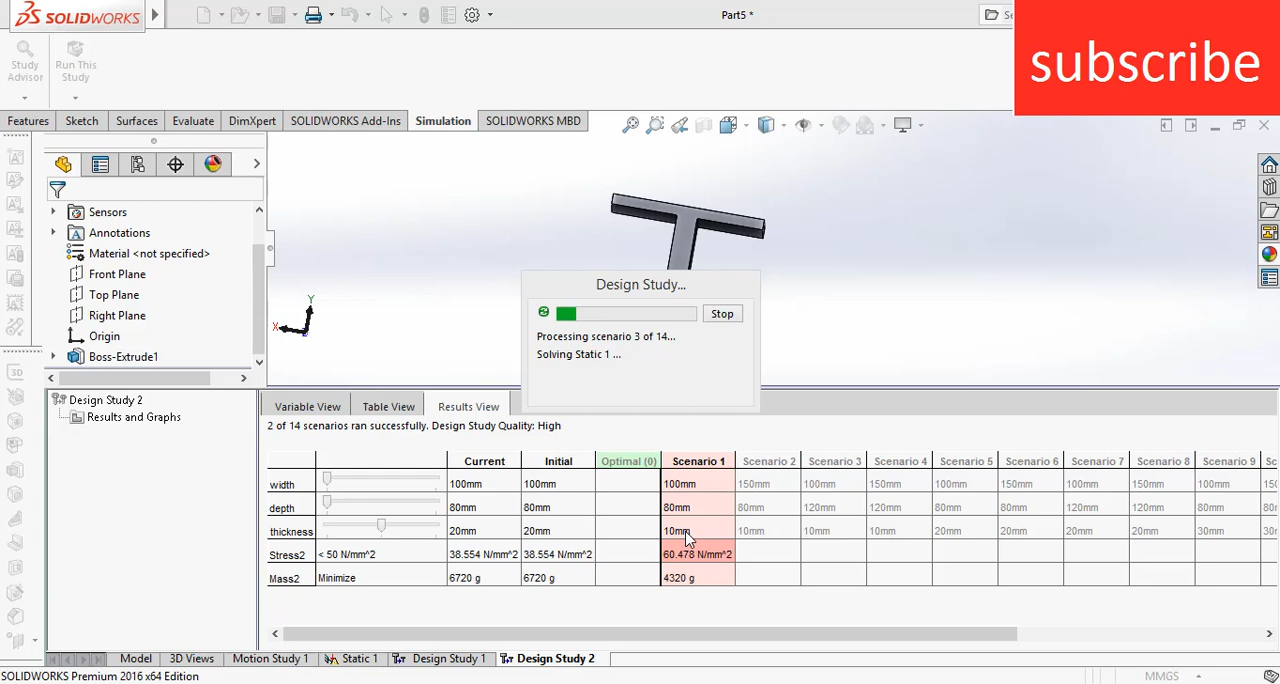 SOLIDWORKS
Part5 *
subscribe
Study Advisor
Run This Study
Features Sketch Surfaces Evaluate DimXpert SOLIDWORKS Add-Ins Simulation SOLIDWORKS MBD
Sensors
Annotations
Material <not specified>
Front Plane
Top Plane
Right Plane
Origin
Boss-Extrude1
Y
X
3D
Design Study...
Stop
Processing scenario 3 of 14...
Solving Static 1 ...
Design Study 2
Results and Graphs
Variable View Table View Results View
2 of 14 scenarios ran successfully. Design Study Quality: High
Current Initial Optimal (0) Scenario 1 Scenario 2 Scenario 3 Scenario 4 Scenario 5 Scenario 6 Scenario 7 Scenario 8 Scenario 9
width 100mm 100mm 100mm 150mm 100mm 150mm 100mm 150mm 100mm 150mm 100mm
depth 80mm 80mm 80mm 80mm 120mm 120mm 80mm 80mm 120mm 120mm 80mm
thickness 20mm 20mm 10mm 10mm 10mm 10mm 20mm 20mm 20mm 20mm 30mm
Stress2 < 50 N/mm^2 38.554 N/mm^2 38.554 N/mm^2 60.478 N/mm^2
Mass2 Minimize 6720 g 6720 g 4320 g
Model 3D Views Motion Study 1 Static 1 Design Study 1 Design Study 2
SOLIDWORKS Premium 2016 x64 Edition
MMGS